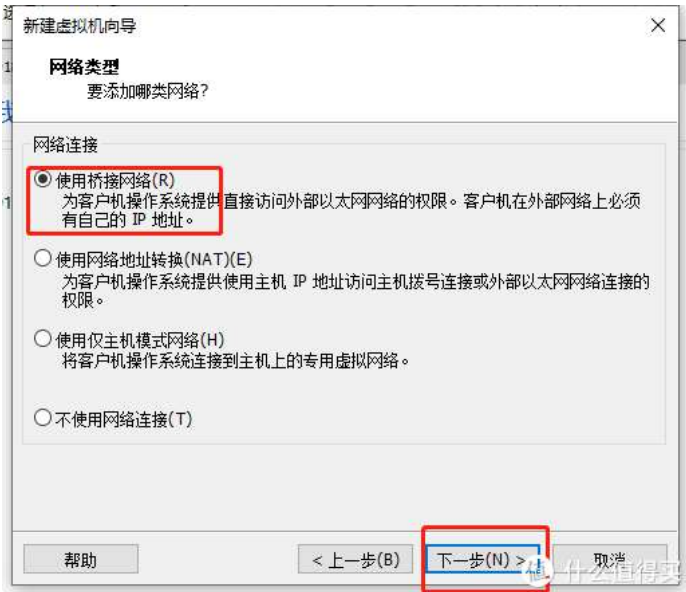 新建虚拟机向导
网络类型
要添加哪类网络?
网络连接
使用桥接网络(R)
为客户机操作系统提供直接访问外部以太网网络的权限。客户机在外部网络上必须
有自己的 IP 地址。
使用网络地址转换(NAT)(E)
为客户机操作系统提供使用主机 IP 地址访问主机拨号连接或外部以太网网络连接的
权限。
使用仅主机模式网络(H)
将客户机操作系统连接到主机上的专用虚拟网络。
不使用网络连接(T)
帮助
< 上一步(B)
下一步(N) >
取消
值 什么值得买